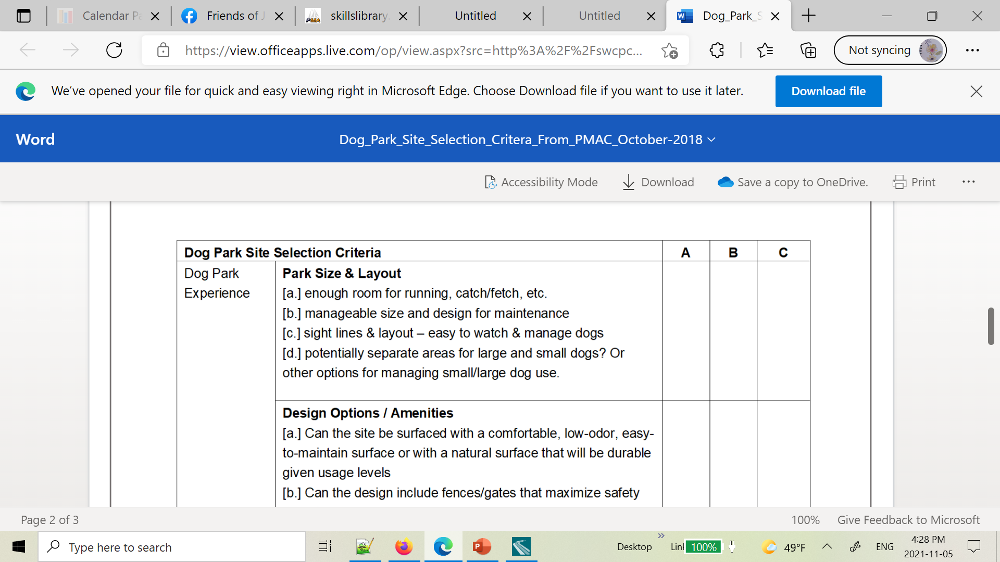 Calendar Pa
Friends of J
PMA
skillslibrary.
Untitled
Untitled
W
Dog_Park_S
https://view.officeapps.live.com/op/view.aspx?src=http%3A%2F%2Fswcpc...
Not syncing
We’ve opened your file for quick and easy viewing right in Microsoft Edge. Choose Download file if you want to use it later.
Download file
Word
Dog_Park_Site_Selection_Critera_From_PMAC_October-2018
Accessibility Mode
Download
Save a copy to OneDrive.
Print
Dog Park Site Selection Criteria
A
B
C
Dog Park
Experience
Park Size & Layout
[a.] enough room for running, catch/fetch, etc.
[b.] manageable size and design for maintenance
[c.] sight lines & layout – easy to watch & manage dogs
[d.] potentially separate areas for large and small dogs? Or
other options for managing small/large dog use.
Design Options / Amenities
[a.] Can the site be surfaced with a comfortable, low-odor, easy-
to-maintain surface or with a natural surface that will be durable
given usage levels
[b.] Can the design include fences/gates that maximize safety
Page 2 of 3
100%
Give Feedback to Microsoft
Type here to search
P
Desktop
Lin
100%
49°F
ENG
4:28 PM
2021-11-05